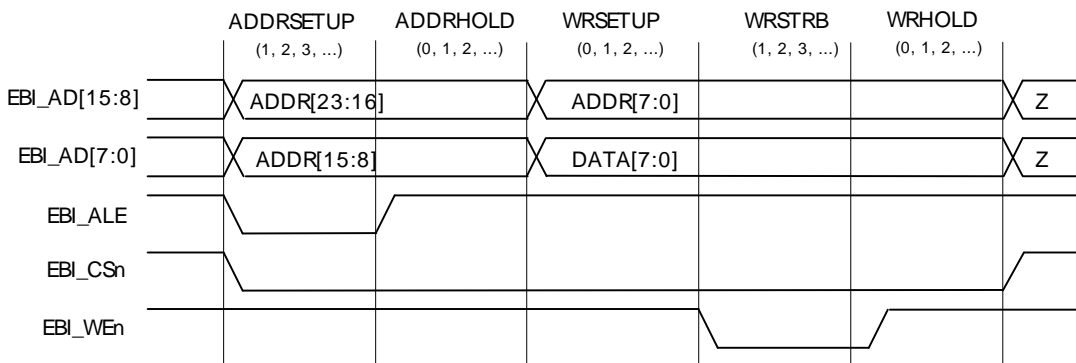 ADDRSETUP ADDRHOLD WRSETUP WRSTRB WRHOLD
(1, 2, 3, ...) (0, 1, 2, ...) (0, 1, 2, ...) (1, 2, 3, ...) (0, 1, 2, ...)
EBI_AD[15:8] ADDR[23:16] ADDR[7:0] Z
EBI_AD[7:0] ADDR[15:8] DATA[7:0] Z
EBI_ALE
EBI_CSn
EBI_WEn